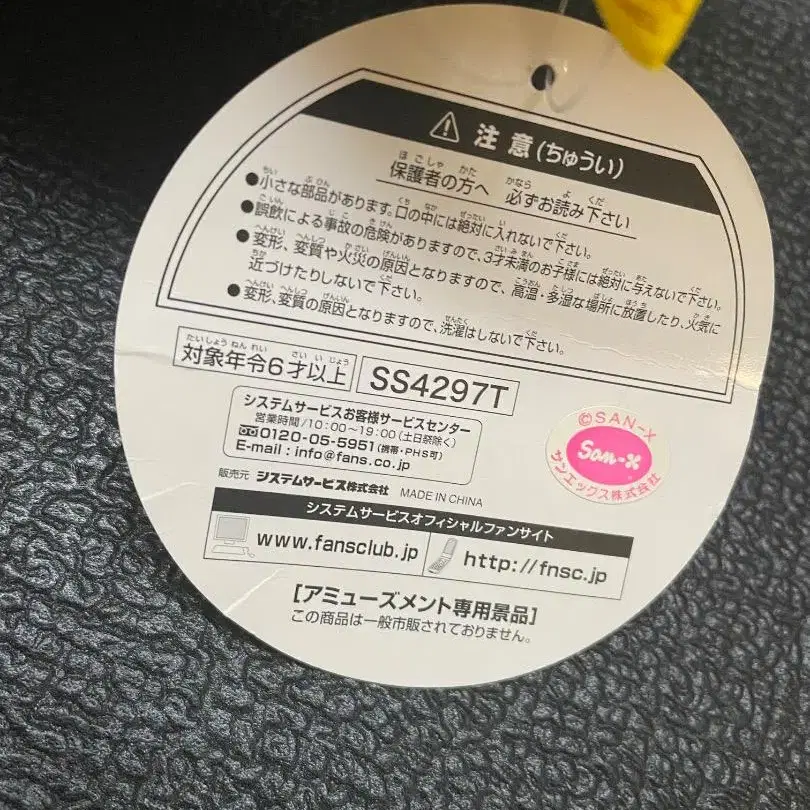 注意(ちゅうい)
保護者の方へ 必ずお読み下さい
●小さな部品があります。口の中には絶対に入れないで下さい。
●誤飲による事故の危険がありますので、3才未満のお子様には絶対に与えないで下さい。
●変形、変質や火災の原因となりますので、高温・多湿な場所に放置したり、火気に
近づけたりしないで下さい。
●変形、変質の原因となりますので、洗濯はしないで下さい。
対象年令6才以上
SS4297T
システムサービスお客様サービスセンター
営業時間/10:00〜19:00(土日祭除く)
0120-05-5951(携帯・PHS可)
E-mail:info@fans.co.jp
販売元 システムサービス株式会社 MADE IN CHINA
©SAN-X
San-x
サンエックス株式会社
システムサービスオフィシャルファンサイト
www.fansclub.jp
http://fnsc.jp
[アミューズメント専用景品]
この商品は一般市販されておりません。